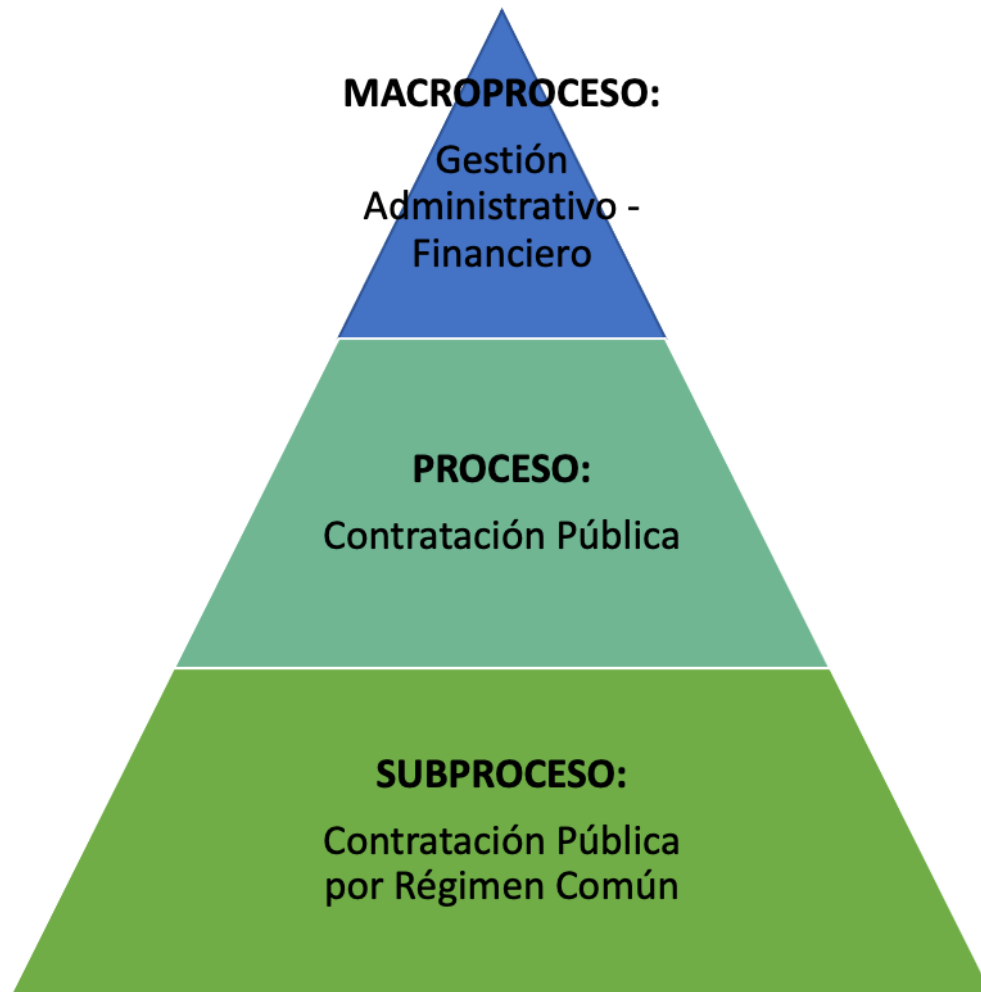 MACROPROCESO:
Gestión
Administrativo -
Financiero
PROCESO:
Contratación Pública
SUBPROCESO:
Contratación Pública
por Régimen Común